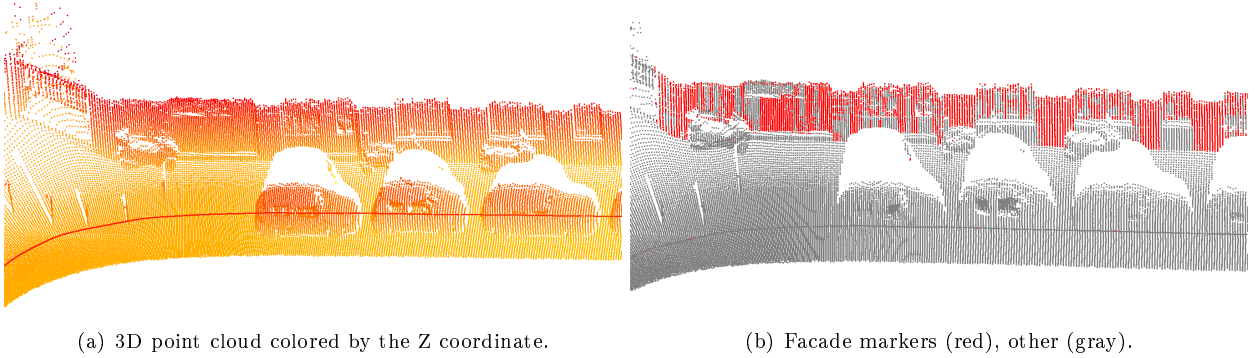 (a) 3D point cloud colored by the Z coordinate.
(b) Facade markers (red), other (gray).